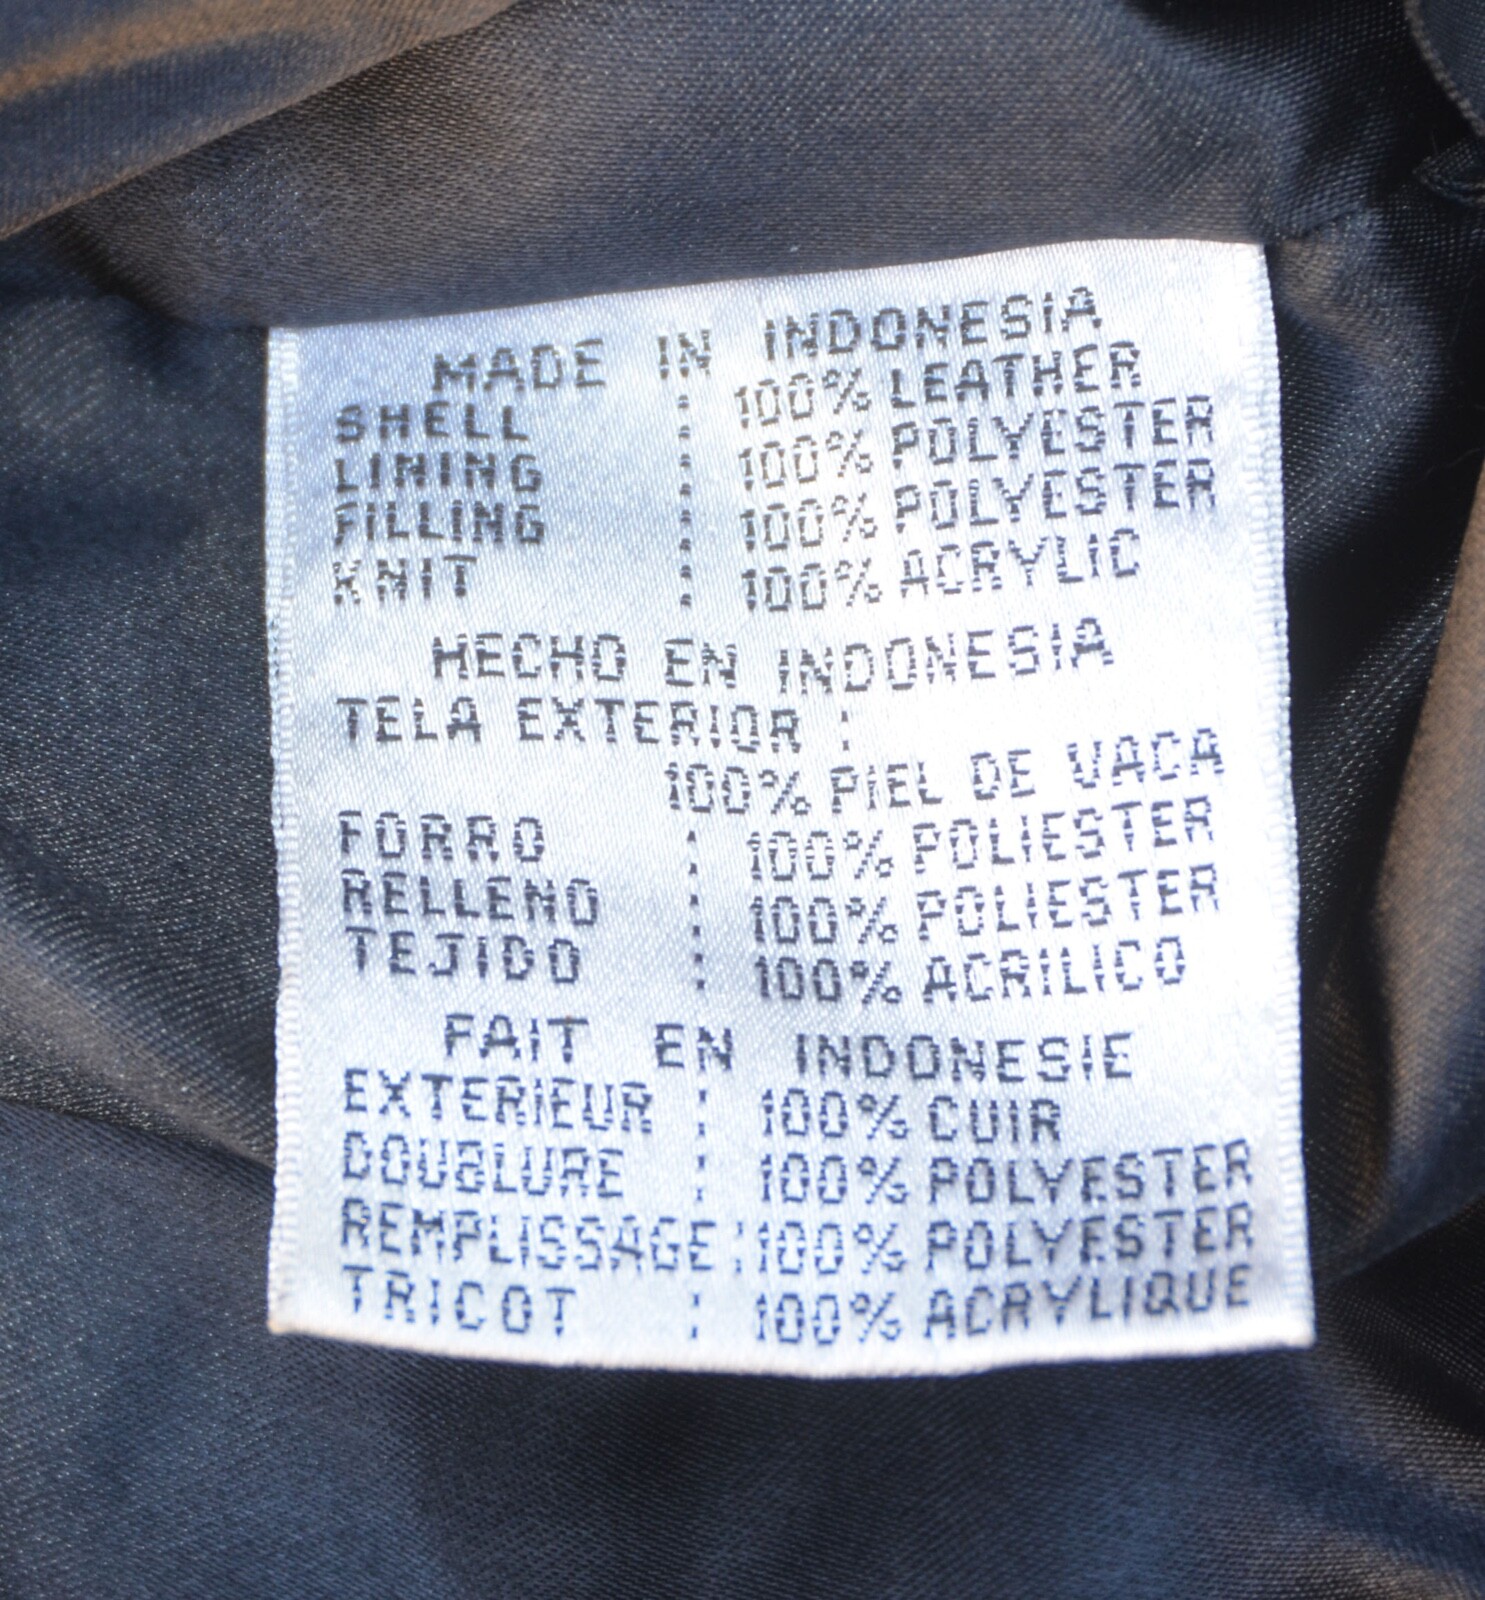 MADE IN INDONESIA
SHELL : 100% LEATHER
LINING : 100% POLYESTER
FILLING : 100% POLYESTER
KNIT : 100% ACRYLIC
HECHO EN INDONESIA
TELA EXTERIOR :
100% PIEL DE VACA
FORRO : 100% POLIESTER
RELLENO : 100% POLIESTER
TEJIDO : 100% ACRILICO
FAIT EN INDONESIE
EXTERIEUR : 100% CUIR
DOUBLURE : 100% POLYESTER
REMPLISSAGE : 100% POLYESTER
TRICOT : 100% ACRYLIQUE